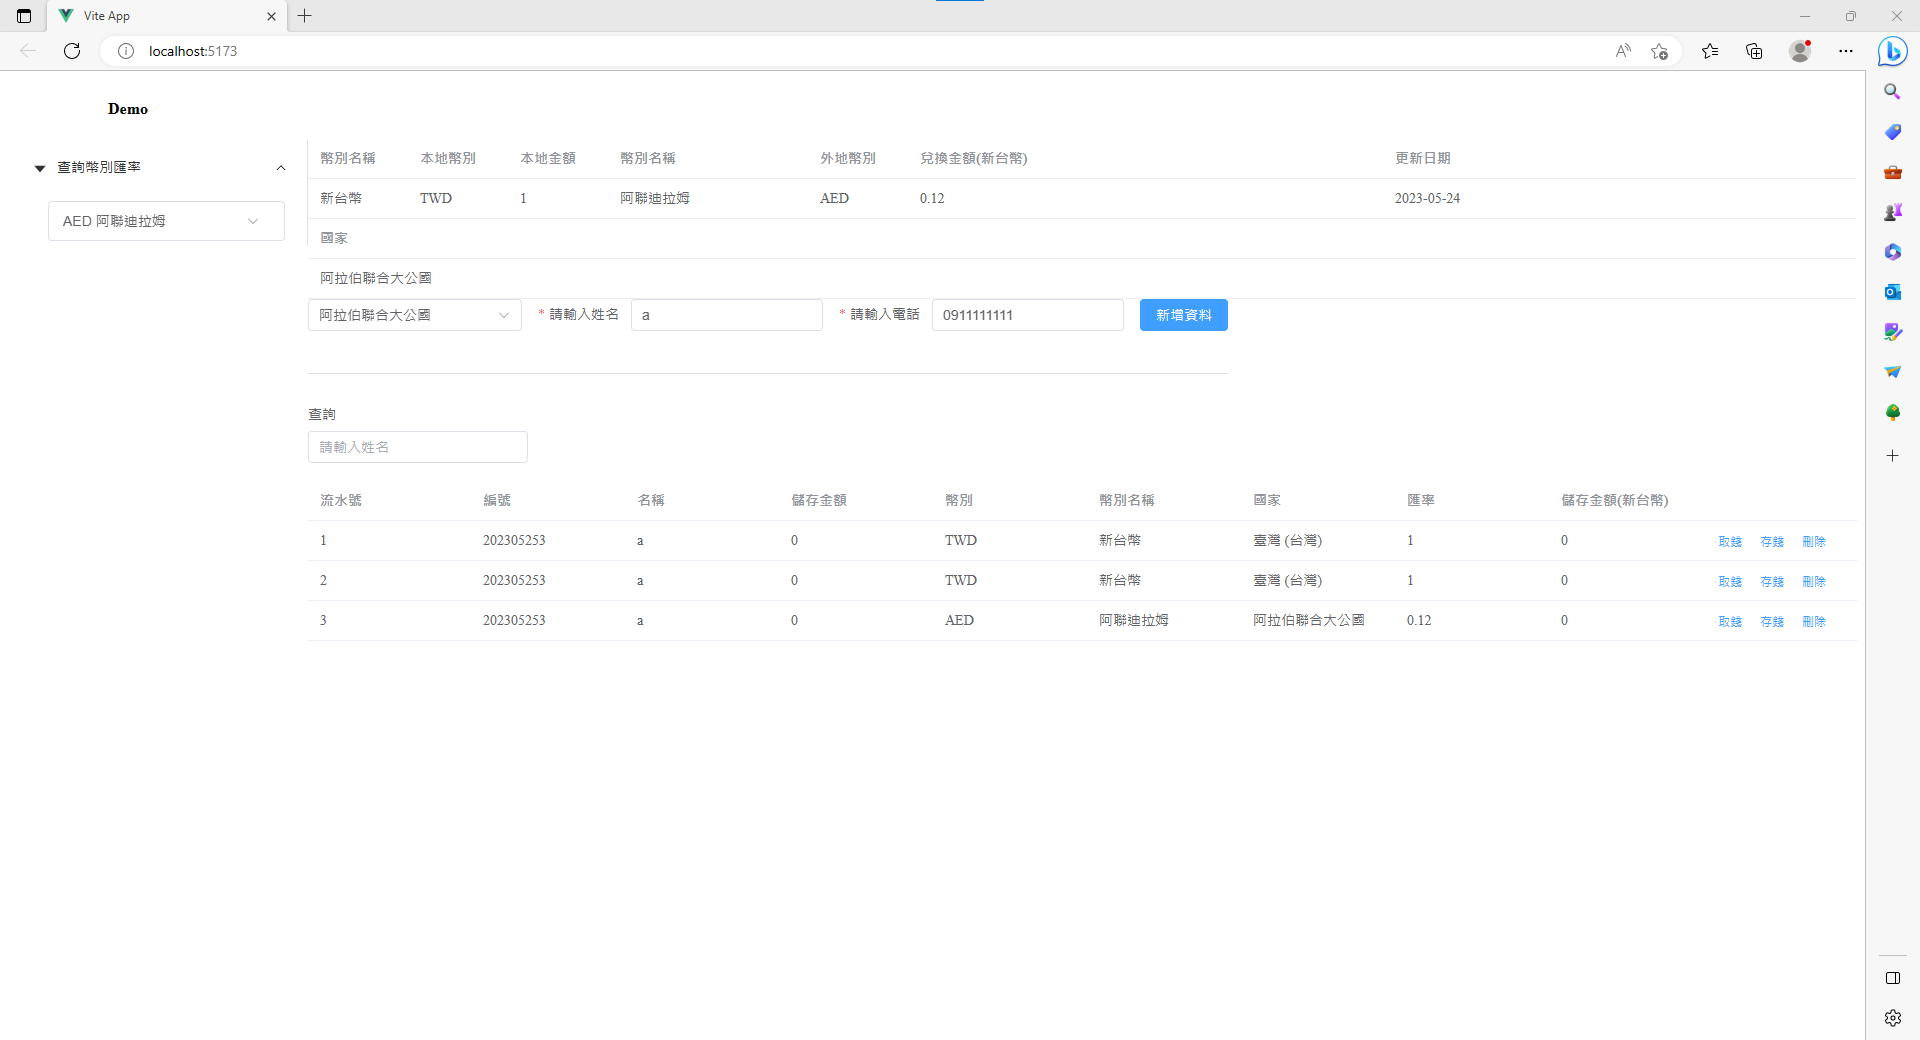 Vite App
localhost:5173
Demo
查詢幣別匯率
AED 阿聯迪拉姆
幣別名稱 本地幣別 本地金額 幣別名稱 外地幣別 兌換金額(新台幣) 更新日期
新台幣 TWD 1 阿聯迪拉姆 AED 0.12 2023-05-24
國家
阿拉伯聯合大公國
阿拉伯聯合大公國 * 請輸入姓名 a * 請輸入電話 0911111111 新增資料
查詢
請輸入姓名
流水號 編號 名稱 儲存金額 幣別 幣別名稱 國家 匯率 儲存金額(新台幣)
1 202305253 a 0 TWD 新台幣 臺灣 (台灣) 1 0 取錢 存錢 刪除
2 202305253 a 0 TWD 新台幣 臺灣 (台灣) 1 0 取錢 存錢 刪除
3 202305253 a 0 AED 阿聯迪拉姆 阿拉伯聯合大公國 0.12 0 取錢 存錢 刪除